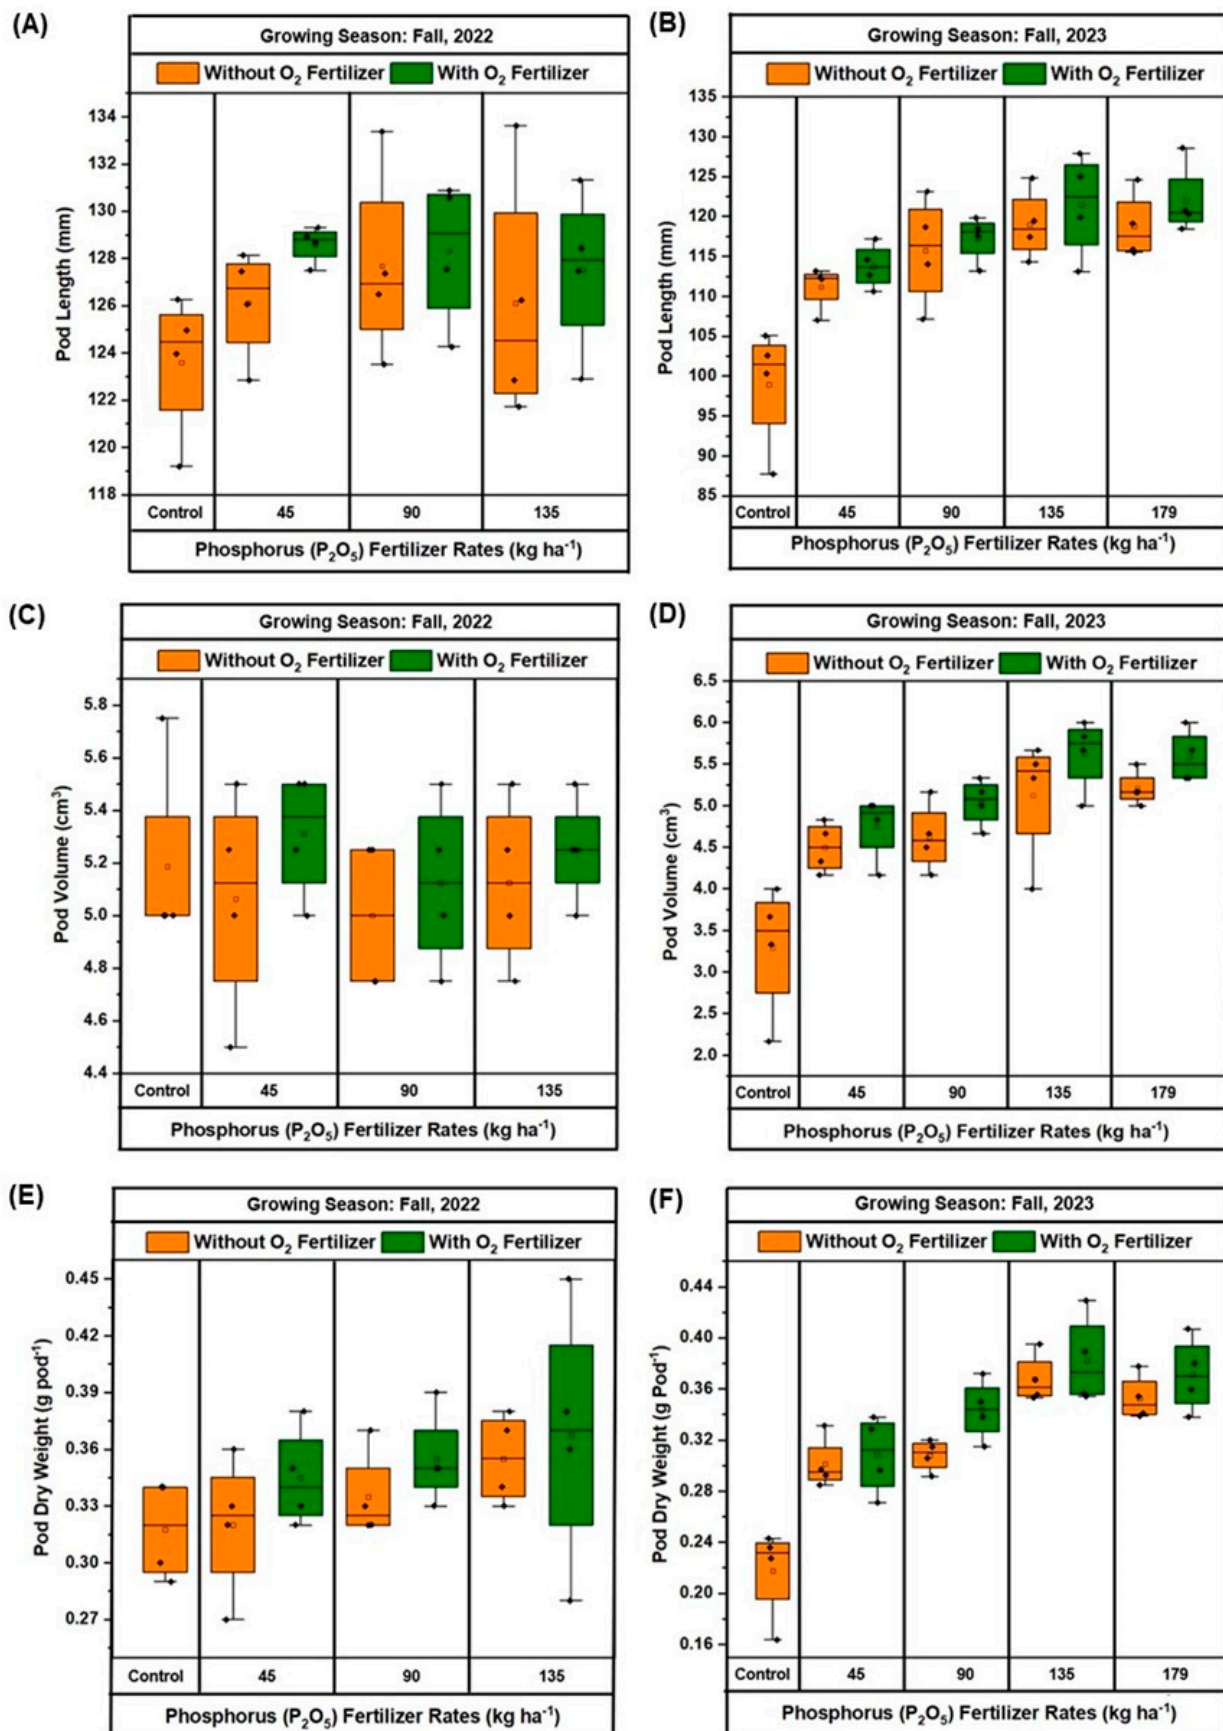 (A)
Growing Season: Fall, 2022
Without O₂ Fertilizer With O₂ Fertilizer
Pod Length (mm)
134
132
130
128
126
124
122
120
118
Control 45 90 135
Phosphorus (P₂O₅) Fertilizer Rates (kg ha⁻¹)
(B)
Growing Season: Fall, 2023
Without O₂ Fertilizer With O₂ Fertilizer
Pod Length (mm)
135
130
125
120
115
110
105
100
95
90
85
Control 45 90 135 179
Phosphorus (P₂O₅) Fertilizer Rates (kg ha⁻¹)
(C)
Growing Season: Fall, 2022
Without O₂ Fertilizer With O₂ Fertilizer
Pod Volume (cm³)
5.8
5.6
5.4
5.2
5.0
4.8
4.6
4.4
Control 45 90 135
Phosphorus (P₂O₅) Fertilizer Rates (kg ha⁻¹)
(D)
Growing Season: Fall, 2023
Without O₂ Fertilizer With O₂ Fertilizer
Pod Volume (cm³)
6.5
6.0
5.5
5.0
4.5
4.0
3.5
3.0
2.5
2.0
Control 45 90 135 179
Phosphorus (P₂O₅) Fertilizer Rates (kg ha⁻¹)
(E)
Growing Season: Fall, 2022
Without O₂ Fertilizer With O₂ Fertilizer
Pod Dry Weight (g pod⁻¹)
0.45
0.42
0.39
0.36
0.33
0.30
0.27
Control 45 90 135
Phosphorus (P₂O₅) Fertilizer Rates (kg ha⁻¹)
(F)
Growing Season: Fall, 2023
Without O₂ Fertilizer With O₂ Fertilizer
Pod Dry Weight (g Pod⁻¹)
0.44
0.40
0.36
0.32
0.28
0.24
0.20
0.16
Control 45 90 135 179
Phosphorus (P₂O₅) Fertilizer Rates (kg ha⁻¹)